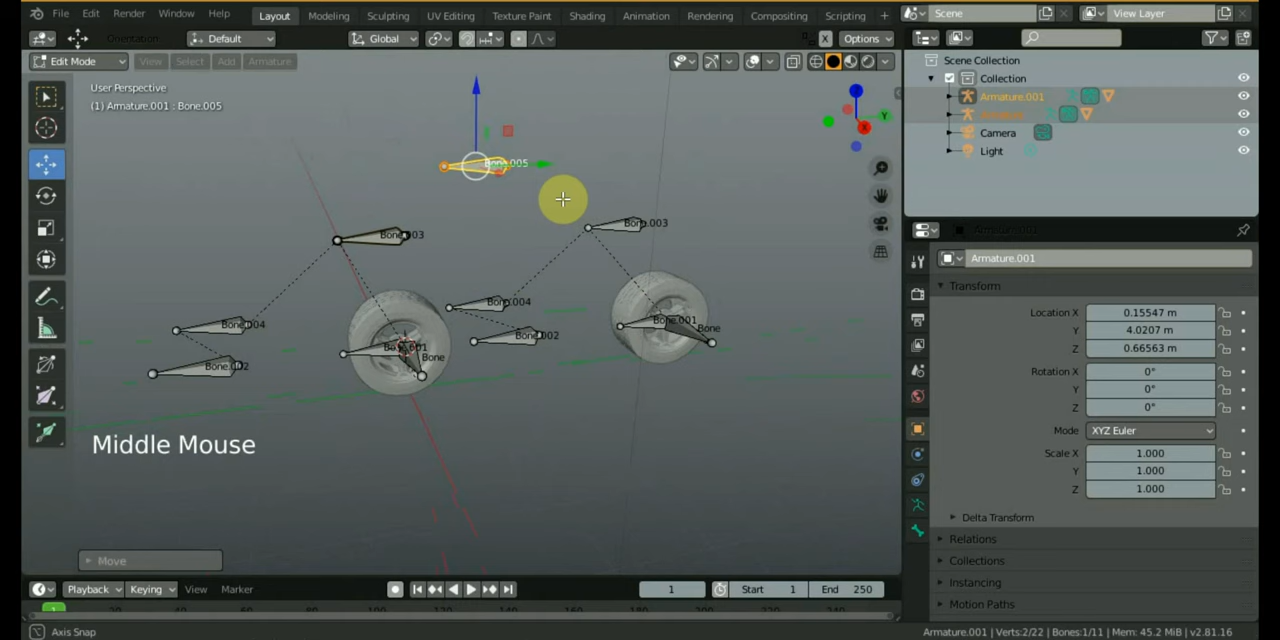 File Edit Render Window Help Layout Modeling Sculpting UV Editing Texture Paint Shading Animation Rendering Compositing Scripting + Scene View Layer
Orientation Default Global X Options
Edit Mode View Select Add Armature
User Perspective
(1) Armature.001 : Bone.005
Scene Collection
Collection
Armature.001
Camera
Light
Y
X
Bone.005
Bone.003
Bone.003
Bone.004
Bone.004
Bone.002
Bone.001
Bone
Bone.001
Bone
Bone.002
Middle Mouse
Move
Armature.001
Armature.001
Transform
Location X 0.15547 m
Y 4.0207 m
Z 0.66563 m
Rotation X 0°
Y 0°
Z 0°
Mode XYZ Euler
Scale X 1.000
Y 1.000
Z 1.000
Delta Transform
Relations
Collections
Instancing
Motion Paths
Playback Keying View Marker 1 Start 1 End 250
1
Axis Snap
Armature.001 | Verts:2/22 | Bones:1/11 | Mem: 45.2 MiB | v2.81.16